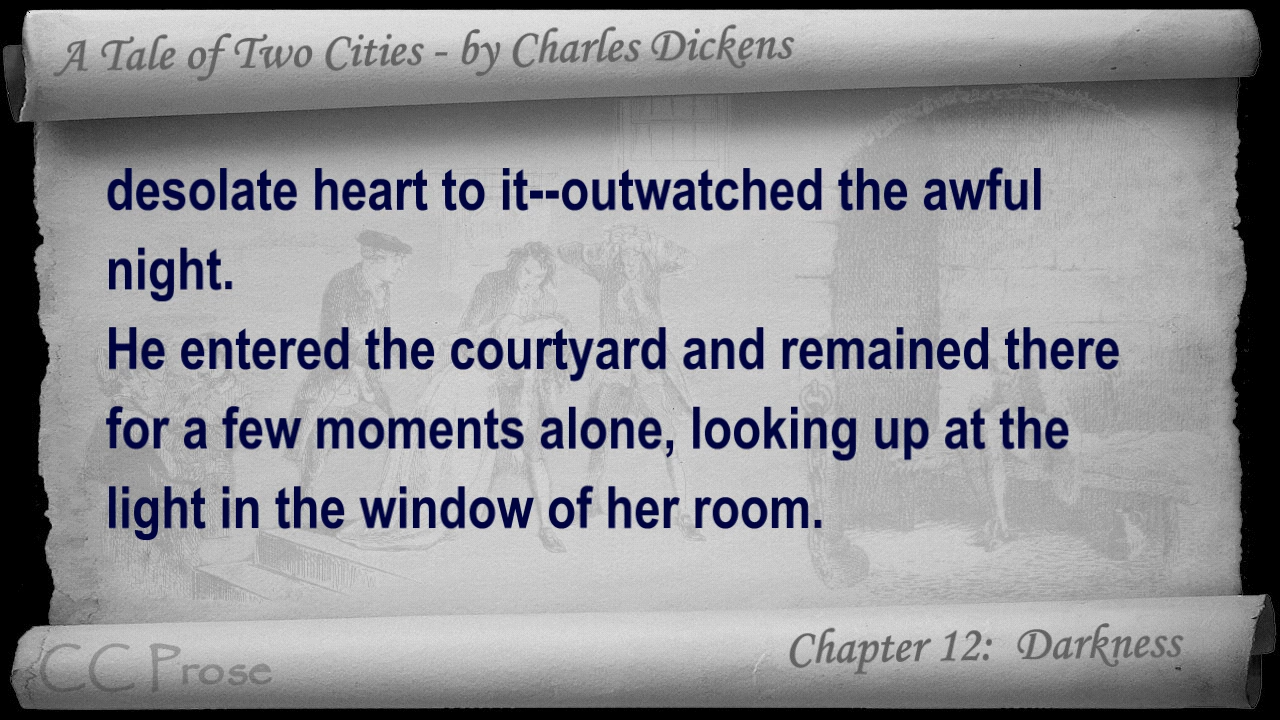 A Tale of Two Cities - by Charles Dickens
desolate heart to it--outwatched the awful
night.
He entered the courtyard and remained there
for a few moments alone, looking up at the
light in the window of her room.
Chapter 12: Darkness
CC Prose